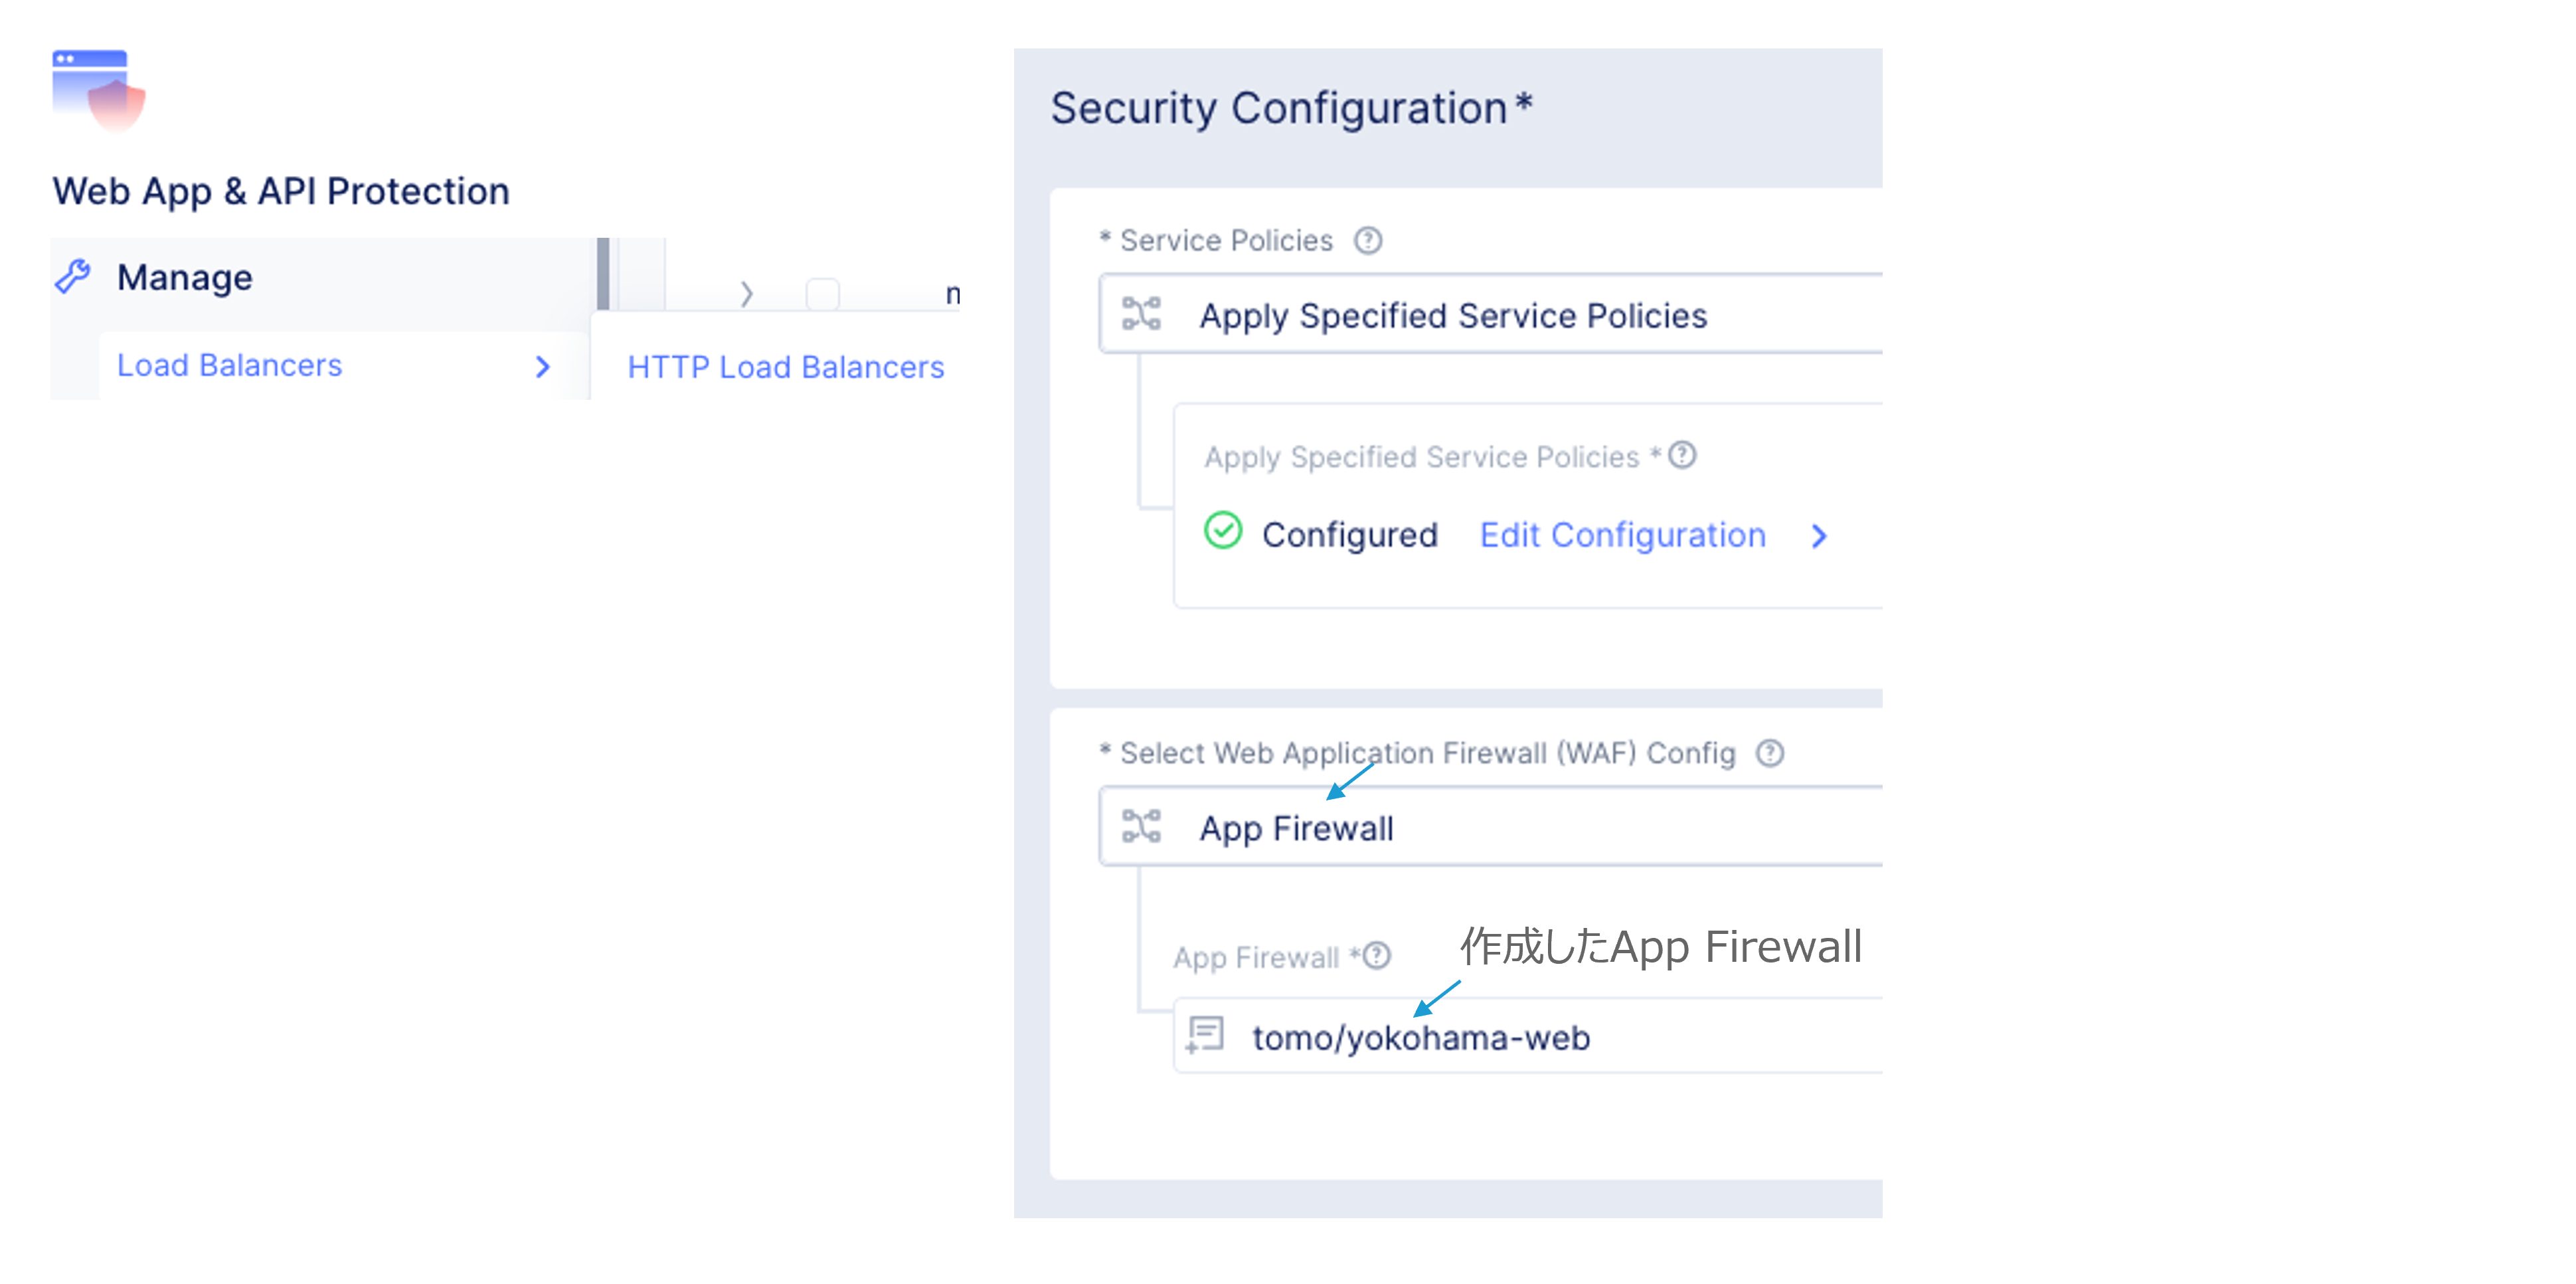 Web App & API Protection
Manage
Load Balancers
HTTP Load Balancers
Security Configuration*
* Service Policies
Apply Specified Service Policies
Apply Specified Service Policies *
Configured Edit Configuration
* Select Web Application Firewall (WAF) Config
App Firewall
App Firewall *
作成したApp Firewall
tomo/yokohama-web